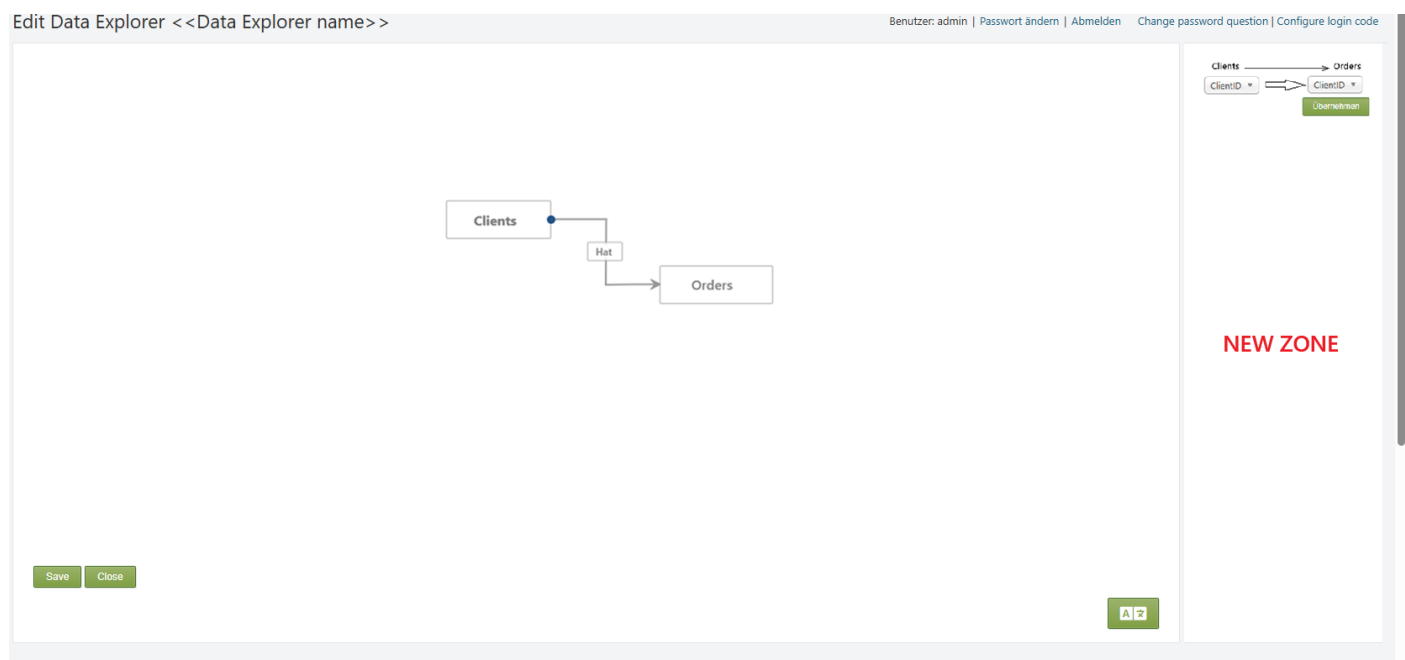 Edit Data Explorer <<Data Explorer name>>
Benutzer: admin | Passwort ändern | Abmelden Change password question | Configure login code
Clients Orders
ClientID ClientID
Übernehmen
Clients
Hat
Orders
NEW ZONE
Save Close
A 文